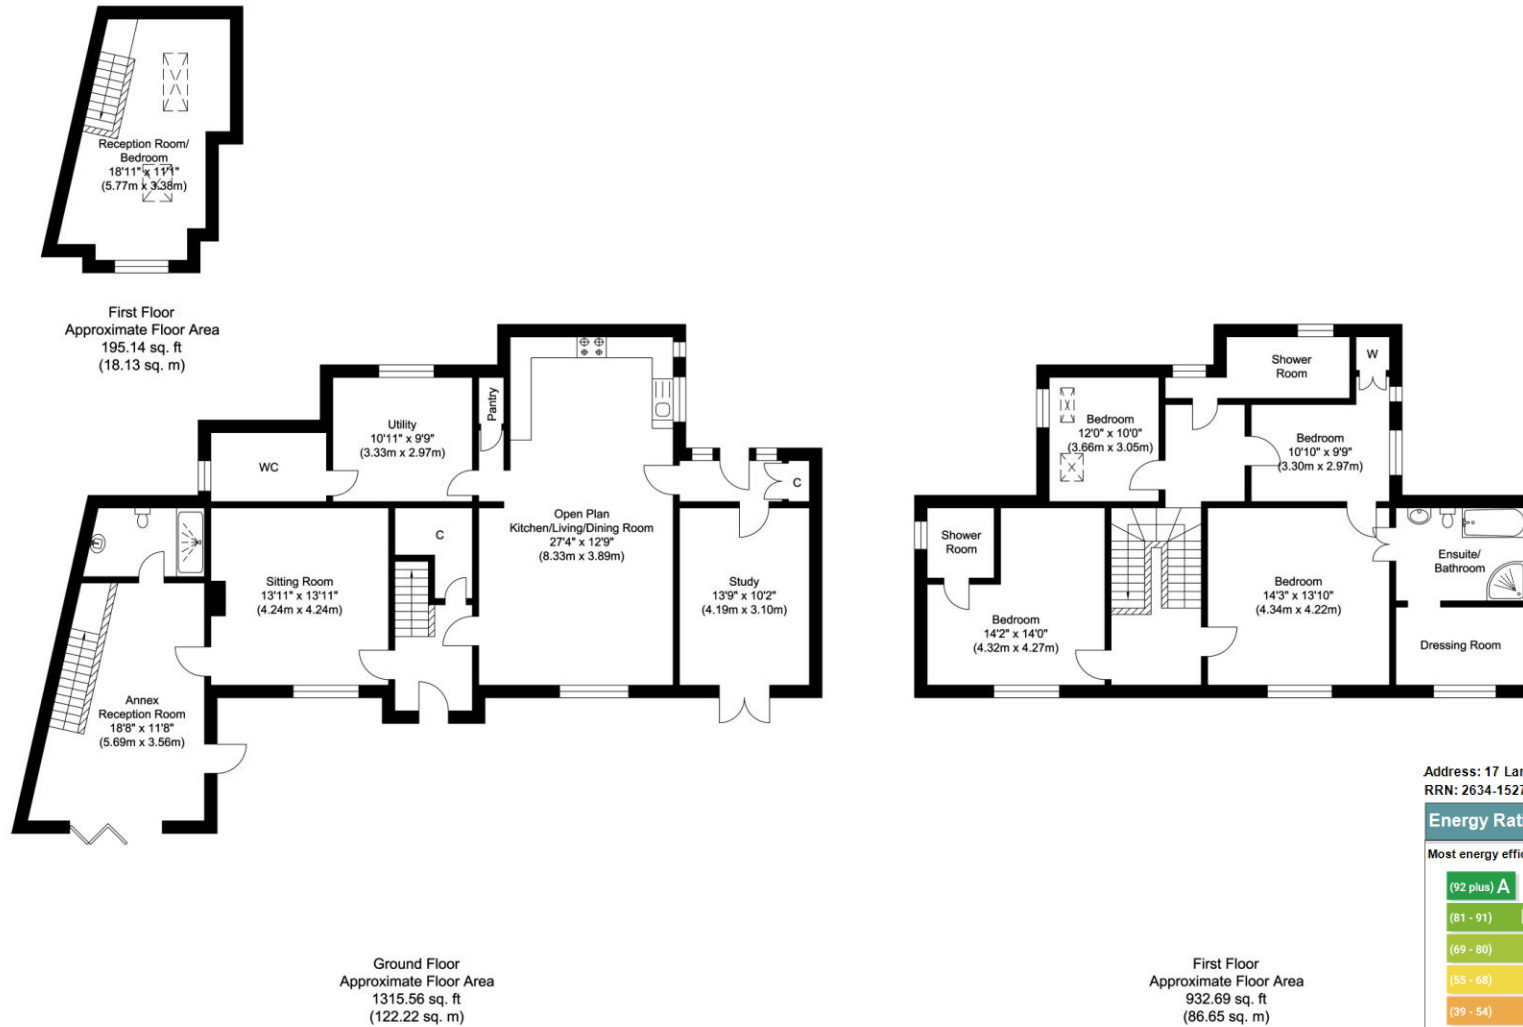 Reception Room/
Bedroom
18'11" x 11'1"
(5.77m x 3.38m)
First Floor
Approximate Floor Area
195.14 sq. ft
(18.13 sq. m)
Utility
10'11" x 9'9"
(3.33m x 2.97m)
Pantry
WC
C
Open Plan
Kitchen/Living/Dining Room
27'4" x 12'9"
(8.33m x 3.89m)
C
Sitting Room
13'11" x 13'11"
(4.24m x 4.24m)
Study
13'9" x 10'2"
(4.19m x 3.10m)
Annex
Reception Room
18'8" x 11'8"
(5.69m x 3.56m)
Ground Floor
Approximate Floor Area
1315.56 sq. ft
(122.22 sq. m)
Shower
Room
W
Bedroom
12'0" x 10'0"
(3.66m x 3.05m)
Bedroom
10'10" x 9'9"
(3.30m x 2.97m)
Shower
Room
Ensuite/
Bathroom
Bedroom
14'3" x 13'10"
(4.34m x 4.22m)
Bedroom
14'2" x 14'0"
(4.32m x 4.27m)
Dressing Room
First Floor
Approximate Floor Area
932.69 sq. ft
(86.65 sq. m)
Address: 17
RRN: 2634-1527
Energy
Most energy
(92 plus) A
(81 - 91)
(69 - 80)
(55 - 68)
(39 - 54)